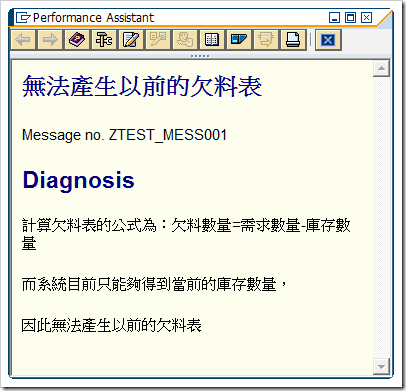 Performance Assistant
無法產生以前的欠料表
Message no. ZTEST_MESS001
Diagnosis
計算欠料表的公式為：欠料數量=需求數量-庫存數
量
而系統目前只能夠得到當前的庫存數量，
因此無法產生以前的欠料表